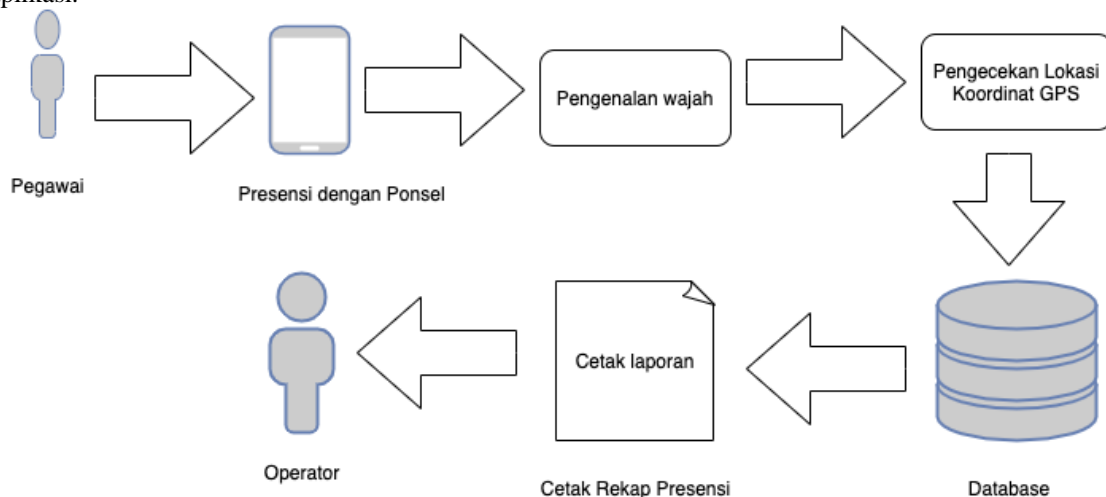 Pegawai
Presensi dengan Ponsel
Pengenalan wajah
Pengecekan Lokasi
Koordinat GPS
Database
Cetak laporan
Cetak Rekap Presensi
Operator